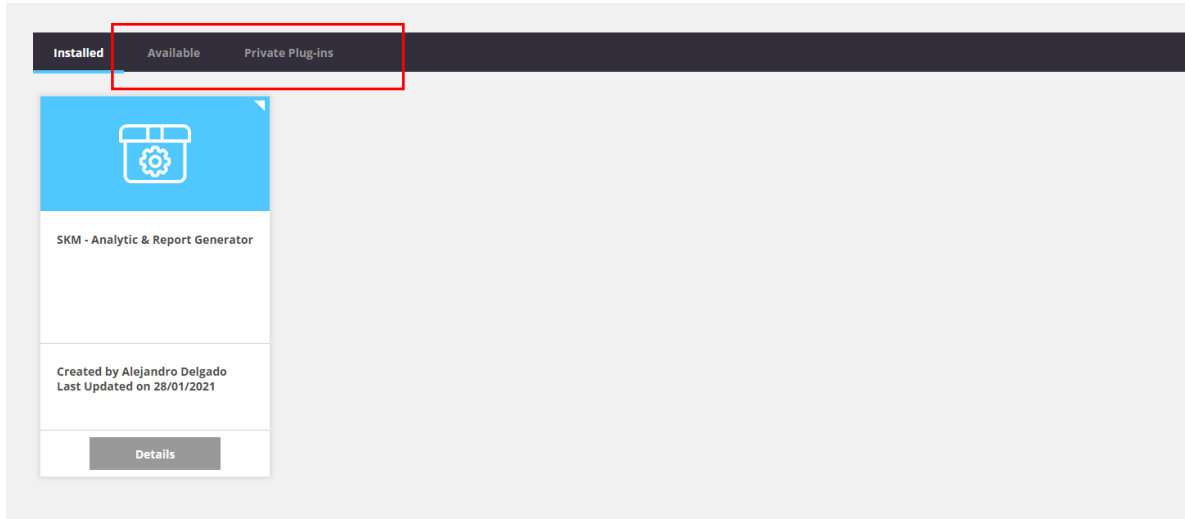 Installed Available Private Plug-ins
SKM - Analytic & Report Generator
Created by Alejandro Delgado
Last Updated on 28/01/2021
Details